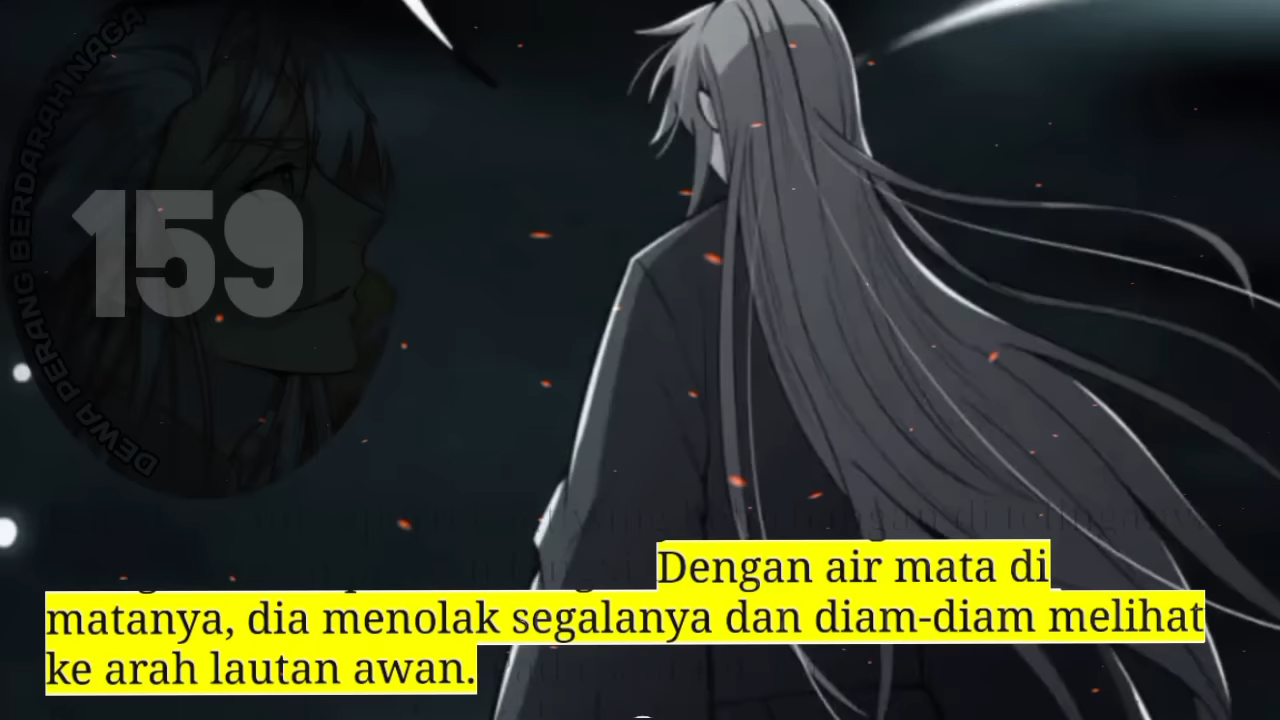 DEWA PERANG BERDARAH NAGA
159
Dengan air mata di
matanya, dia menolak segalanya dan diam-diam melihat
ke arah lautan awan.